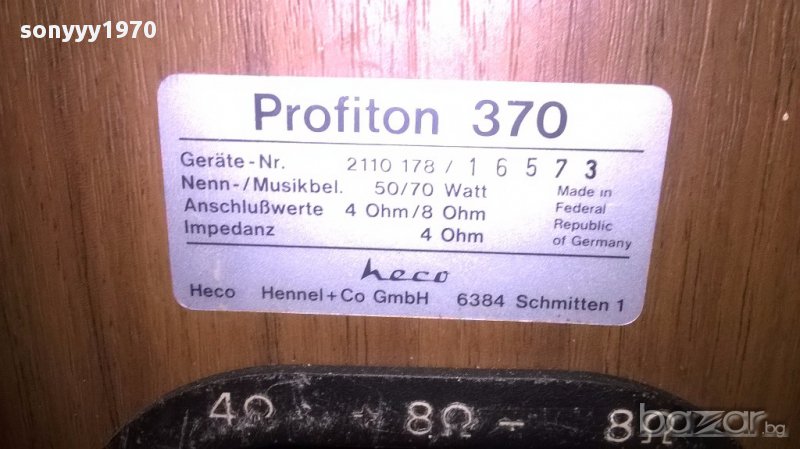 sonyyy1970
Profiton 370
Geräte-Nr. 2110 178 / 1 6 5 7 3
Nenn-/Musikbel. 50/70 Watt
Anschlußwerte 4 Ohm/8 Ohm
Impedanz 4 Ohm
Made in
Federal
Republic
of Germany
heco
Heco Hennel+Co GmbH 6384 Schmitten 1
4Ω - 8Ω - 8Ω
bazar.bg